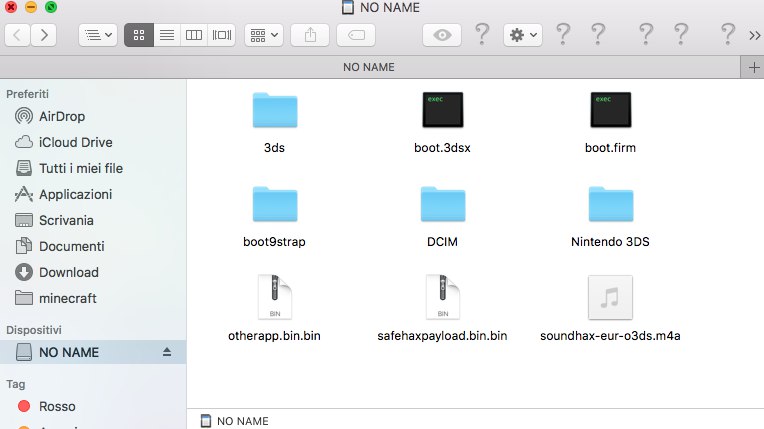 NO NAME
NO NAME
Preferiti
AirDrop
iCloud Drive
Tutti i miei file
Applicazioni
Scrivania
Documenti
Download
minecraft
Dispositivi
NO NAME
Tag
Rosso
3ds
exec
boot.3dsx
exec
boot.firm
boot9strap
DCIM
Nintendo 3DS
BIN
otherapp.bin.bin
BIN
safehaxpayload.bin.bin
soundhax-eur-o3ds.m4a
NO NAME